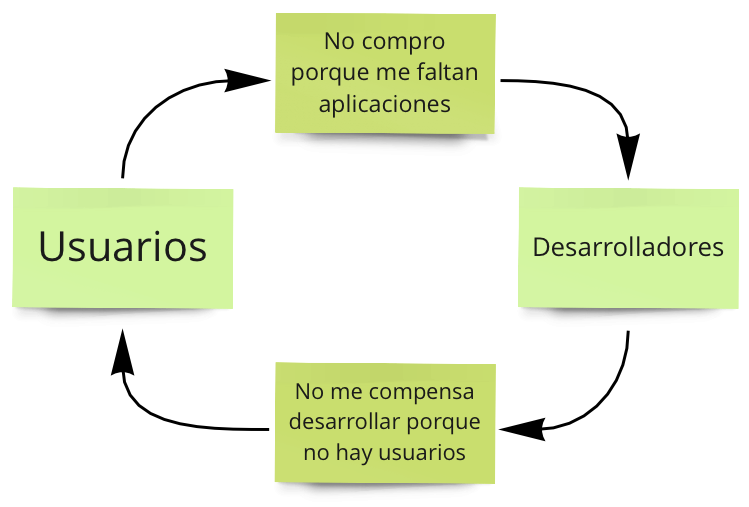 No compro
porque me faltan
aplicaciones
Usuarios
Desarrolladores
No me compensa
desarrollar porque
no hay usuarios